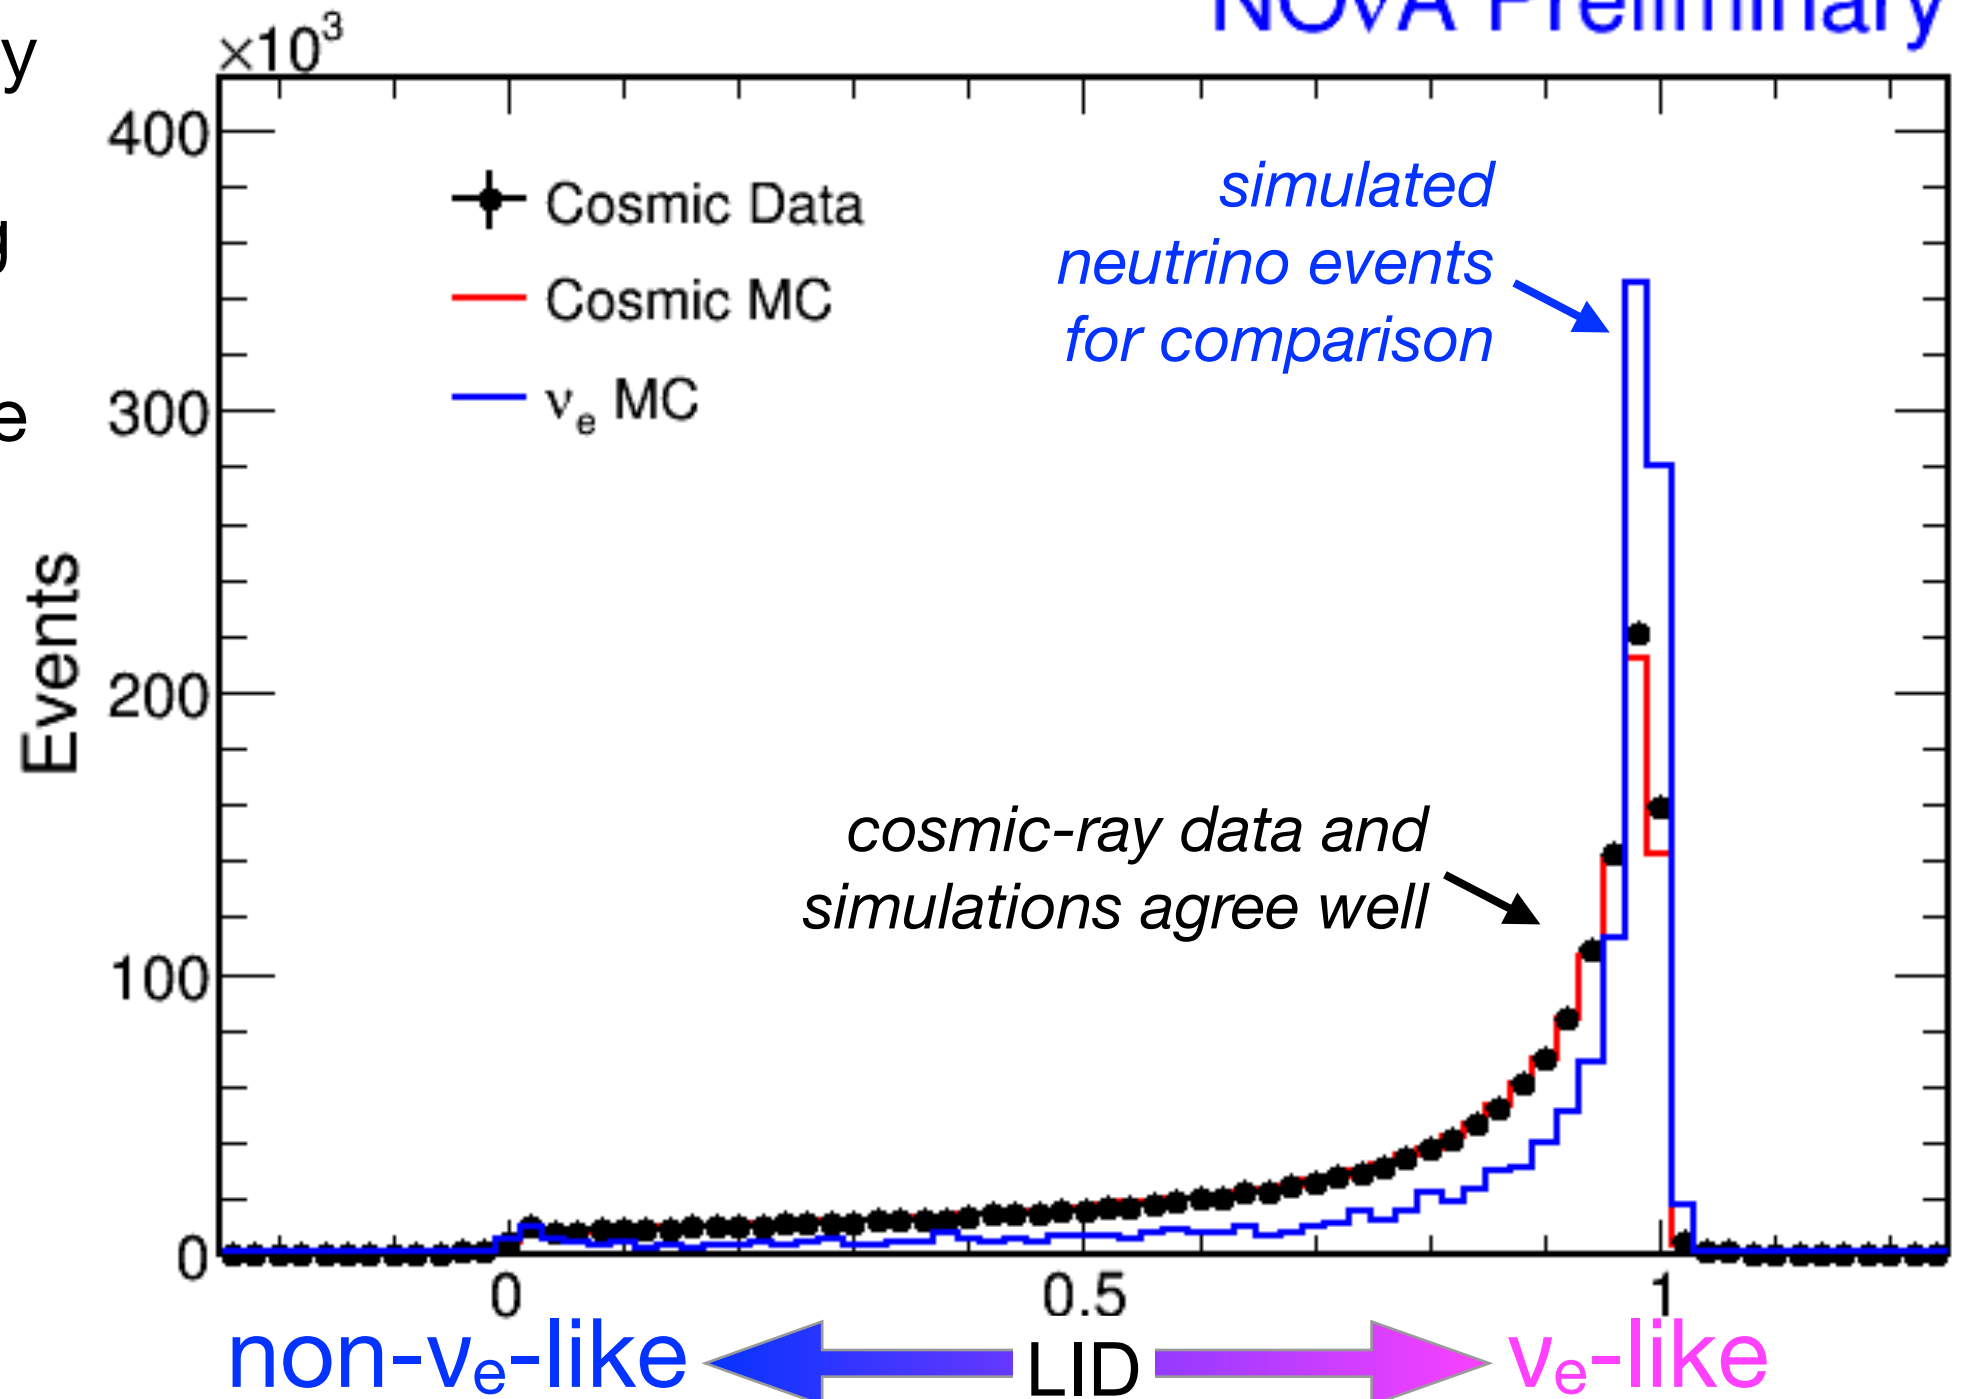 NOvA Preliminary
y
g
e
×10³
400
300
200
100
0
Events
Cosmic Data
Cosmic MC
νₑ MC
simulated
neutrino events
for comparison
cosmic-ray data and
simulations agree well
0 0.5 1
non-νₑ-like LID νₑ-like